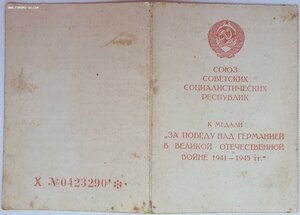 Х №0423290 *
СОЮЗ
СОВЕТСКИХ
СОЦИАЛИСТИЧЕСКИХ
РЕСПУБЛИК
К МЕДАЛИ
„ЗА ПОБЕДУ НАД ГЕРМАНИЕЙ
В ВЕЛИКОЙ ОТЕЧЕСТВЕННОЙ
ВОЙНЕ 1941—1945 гг."